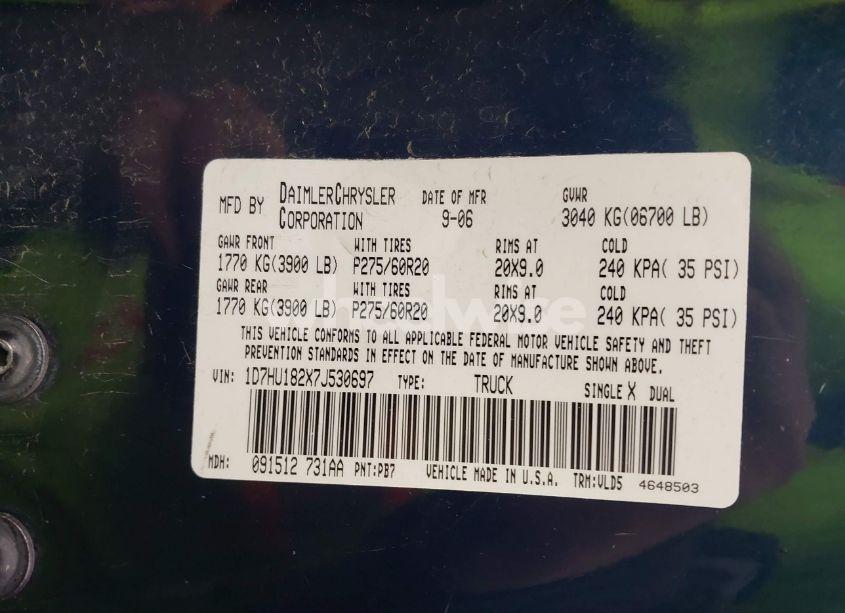 MFD BY DAIMLERCHRYSLER CORPORATION DATE OF MFR 9-06 GVWR 3040 KG(06700 LB)
GAWR FRONT WITH TIRES RIMS AT COLD
1770 KG(3900 LB) P275/60R20 20X9.0 240 KPA( 35 PSI)
GAWR REAR WITH TIRES RIMS AT COLD
1770 KG(3900 LB) P275/60R20 20X9.0 240 KPA( 35 PSI)
THIS VEHICLE CONFORMS TO ALL APPLICABLE FEDERAL MOTOR VEHICLE SAFETY AND THEFT
PREVENTION STANDARDS IN EFFECT ON THE DATE OF MANUFACTURE SHOWN ABOVE.
VIN: 1D7HU182X7J530697 TYPE: TRUCK SINGLE X DUAL
MDH: 091512 731AA PNT:PB7 VEHICLE MADE IN U.S.A. TRM:VLD5 4648503